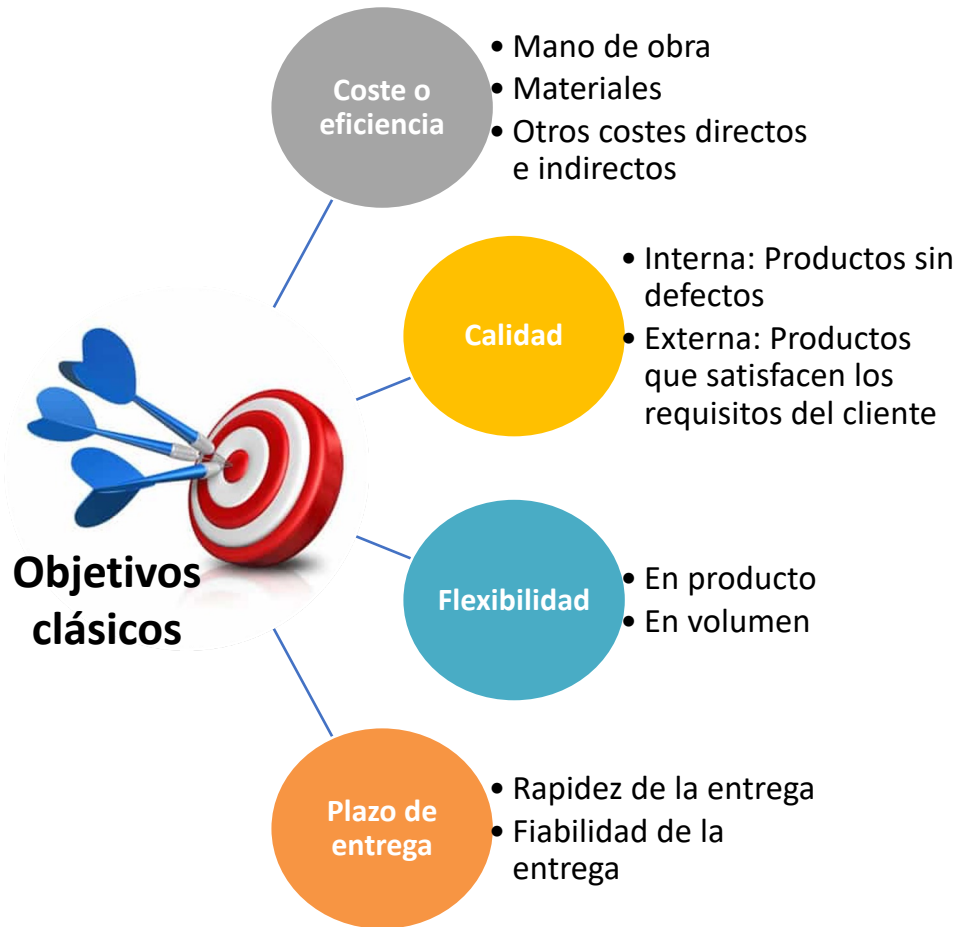 Objetivos
clásicos
Coste o
eficiencia
• Mano de obra
• Materiales
• Otros costes directos
e indirectos
Calidad
• Interna: Productos sin
defectos
• Externa: Productos
que satisfacen los
requisitos del cliente
Flexibilidad
• En producto
• En volumen
Plazo de
entrega
• Rapidez de la entrega
• Fiabilidad de la
entrega